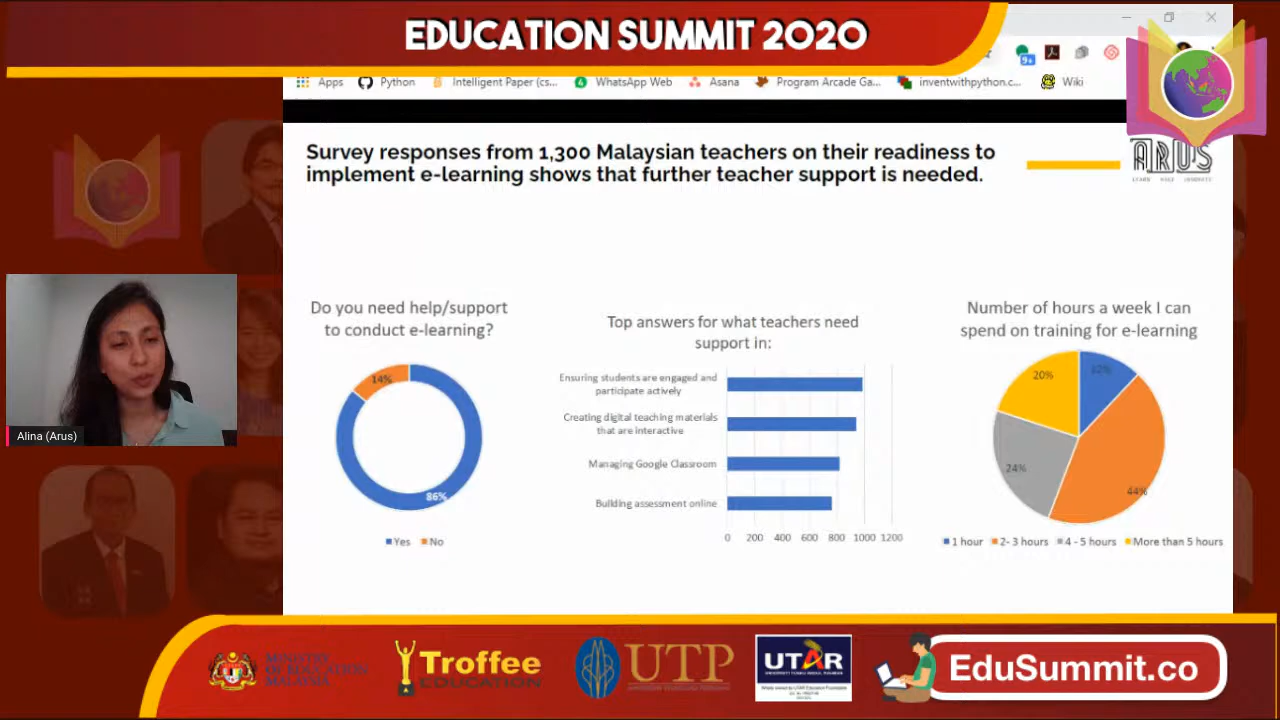 EDUCATION SUMMIT 2020
9+
Apps
Python
Intelligent Paper (cs...
WhatsApp Web
Asana
Program Arcade Ga...
inventwithpython.c...
Wiki
Survey responses from 1,300 Malaysian teachers on their readiness to
implement e-learning shows that further teacher support is needed.
ARUS
Do you need help/support
to conduct e-learning?
14%
86%
Yes No
Top answers for what teachers need
support in:
Ensuring students are engaged and
participate actively
Creating digital teaching materials
that are interactive
Managing Google Classroom
Building assessment online
0 200 400 600 800 1000 1200
Number of hours a week I can
spend on training for e-learning
12%
20%
24%
44%
1 hour 2- 3 hours 4 - 5 hours More than 5 hours
Alina (Arus)
MINISTRY
OF EDUCATION
MALAYSIA
Troffee
EDUCATION
UTP
UTAR
EduSummit.co